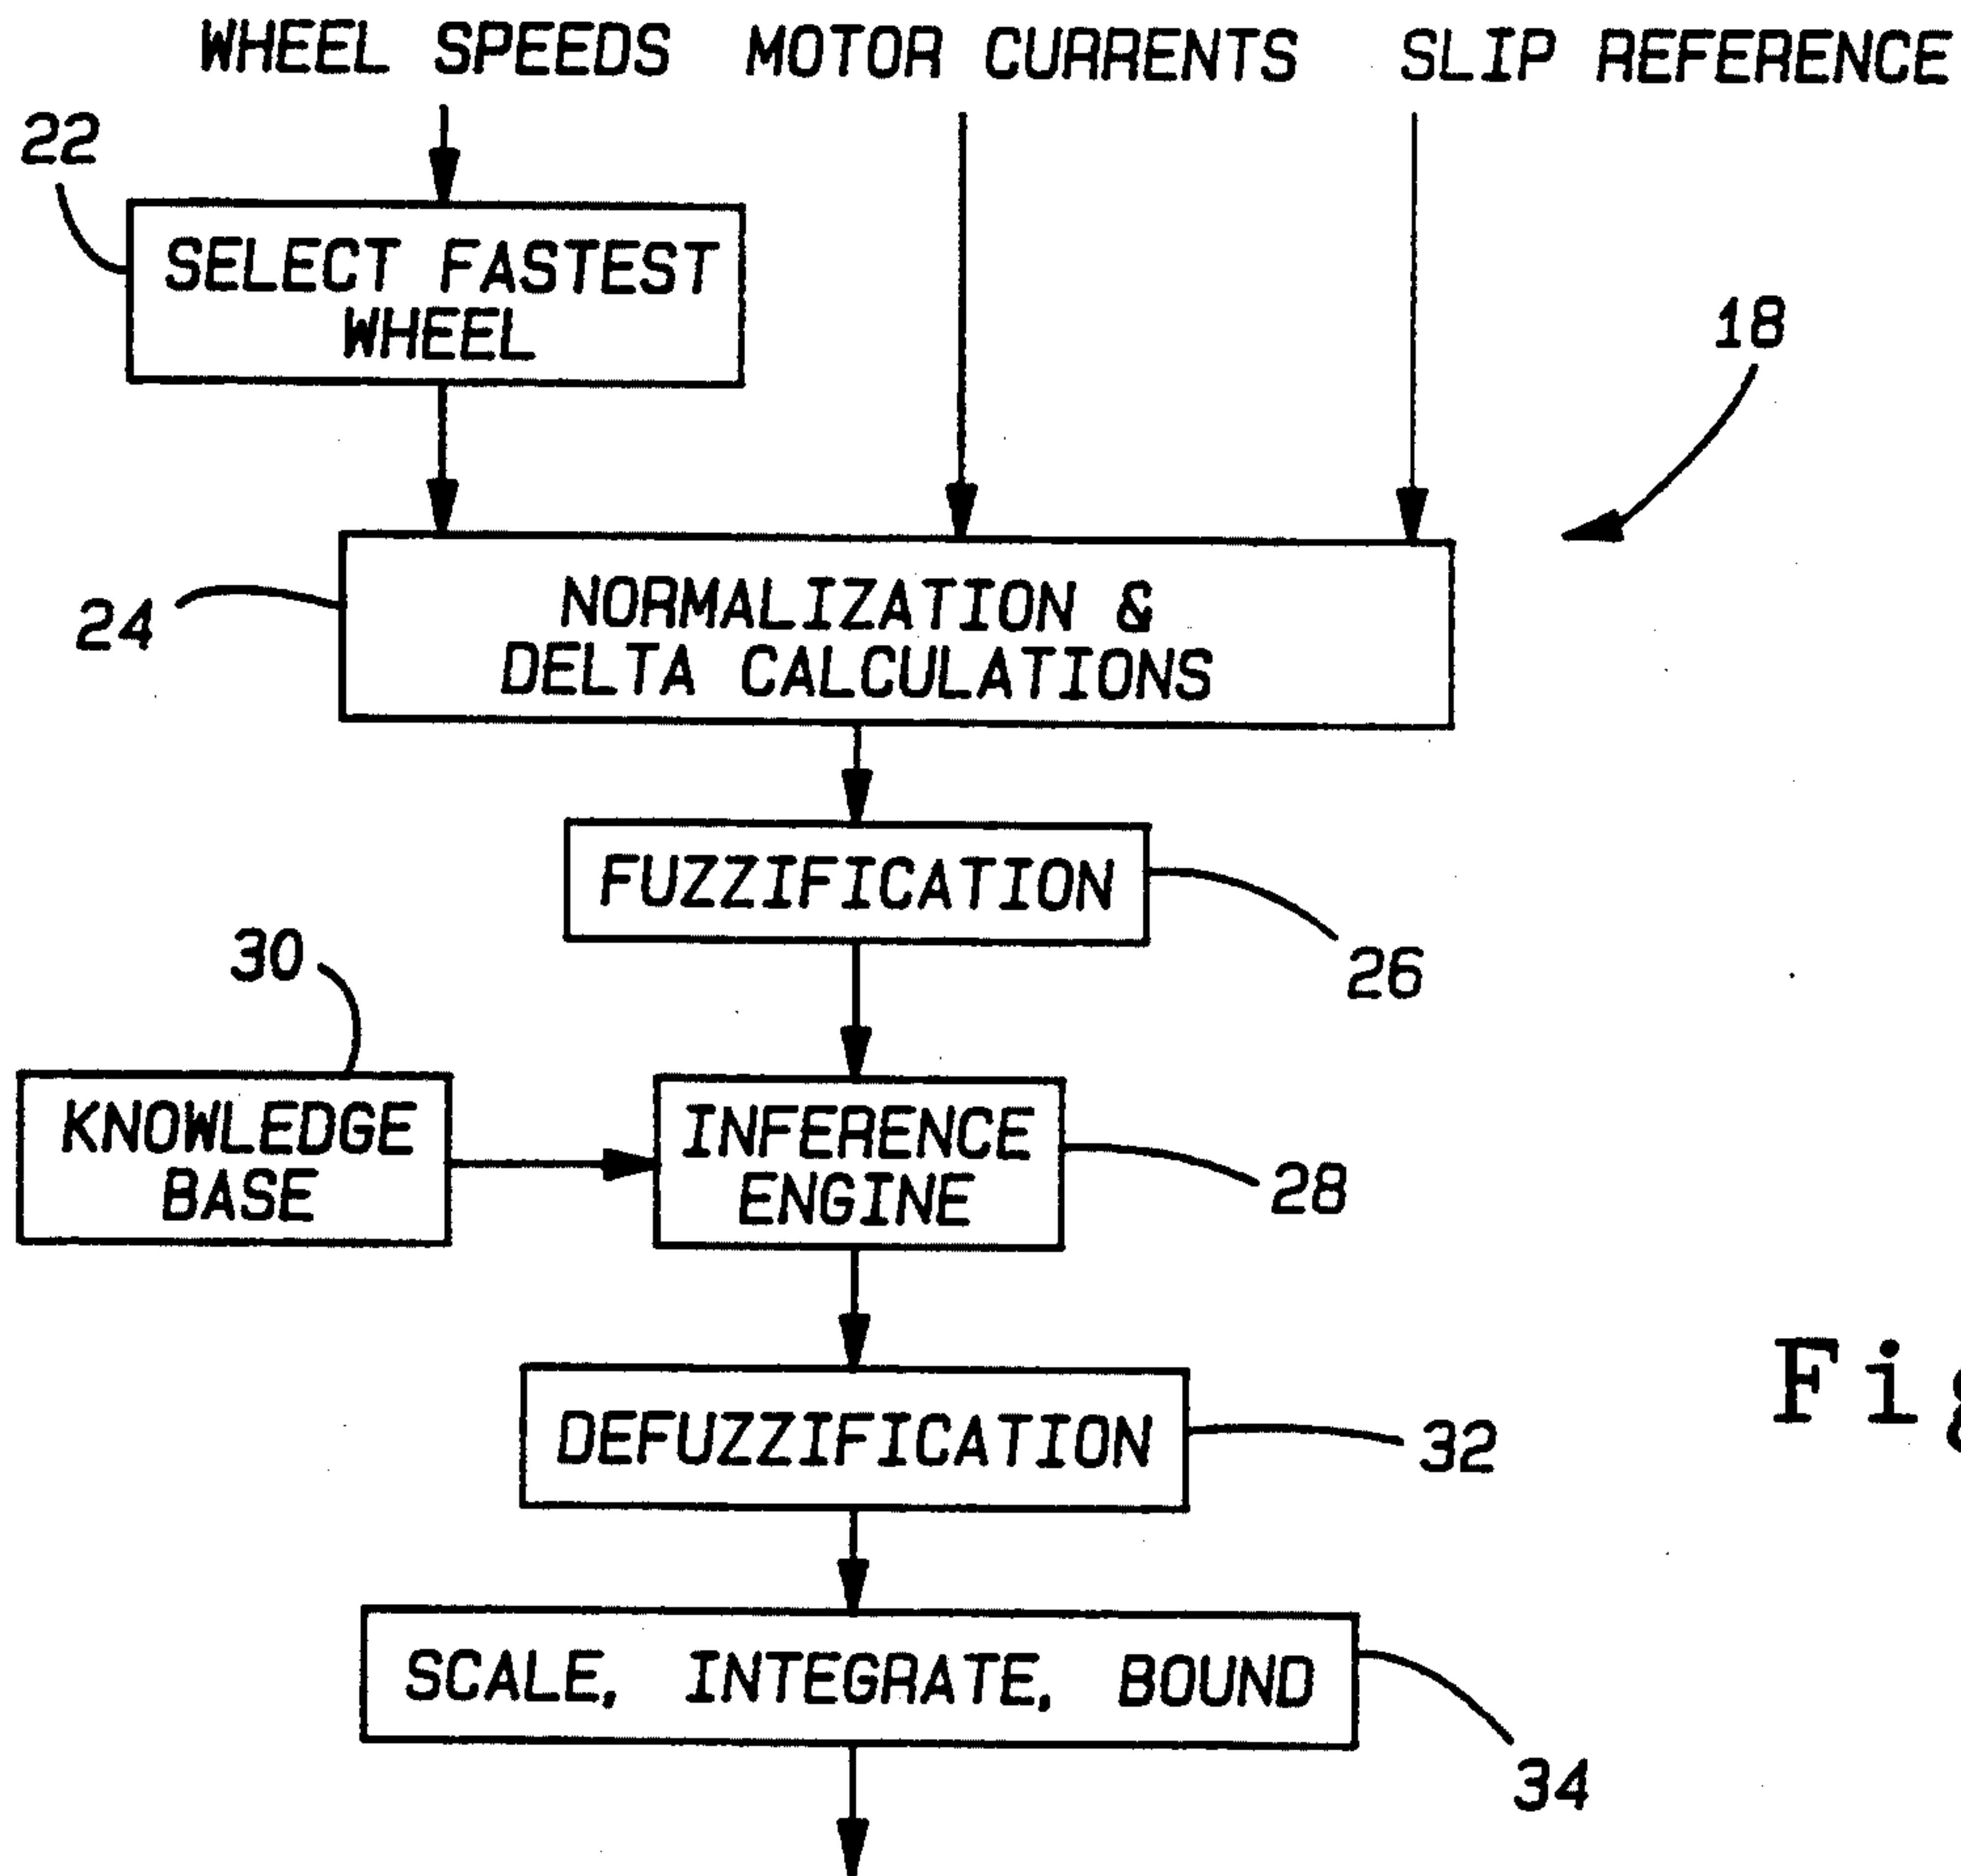 WHEEL SPEEDS MOTOR CURRENTS SLIP REFERENCE
22
SELECT FASTEST
WHEEL
18
24
NORMALIZATION &
DELTA CALCULATIONS
FUZZIFICATION
26
30
KNOWLEDGE
BASE
INFERENCE
ENGINE
28
DEFUZZIFICATION
32
Fig
SCALE, INTEGRATE, BOUND
34